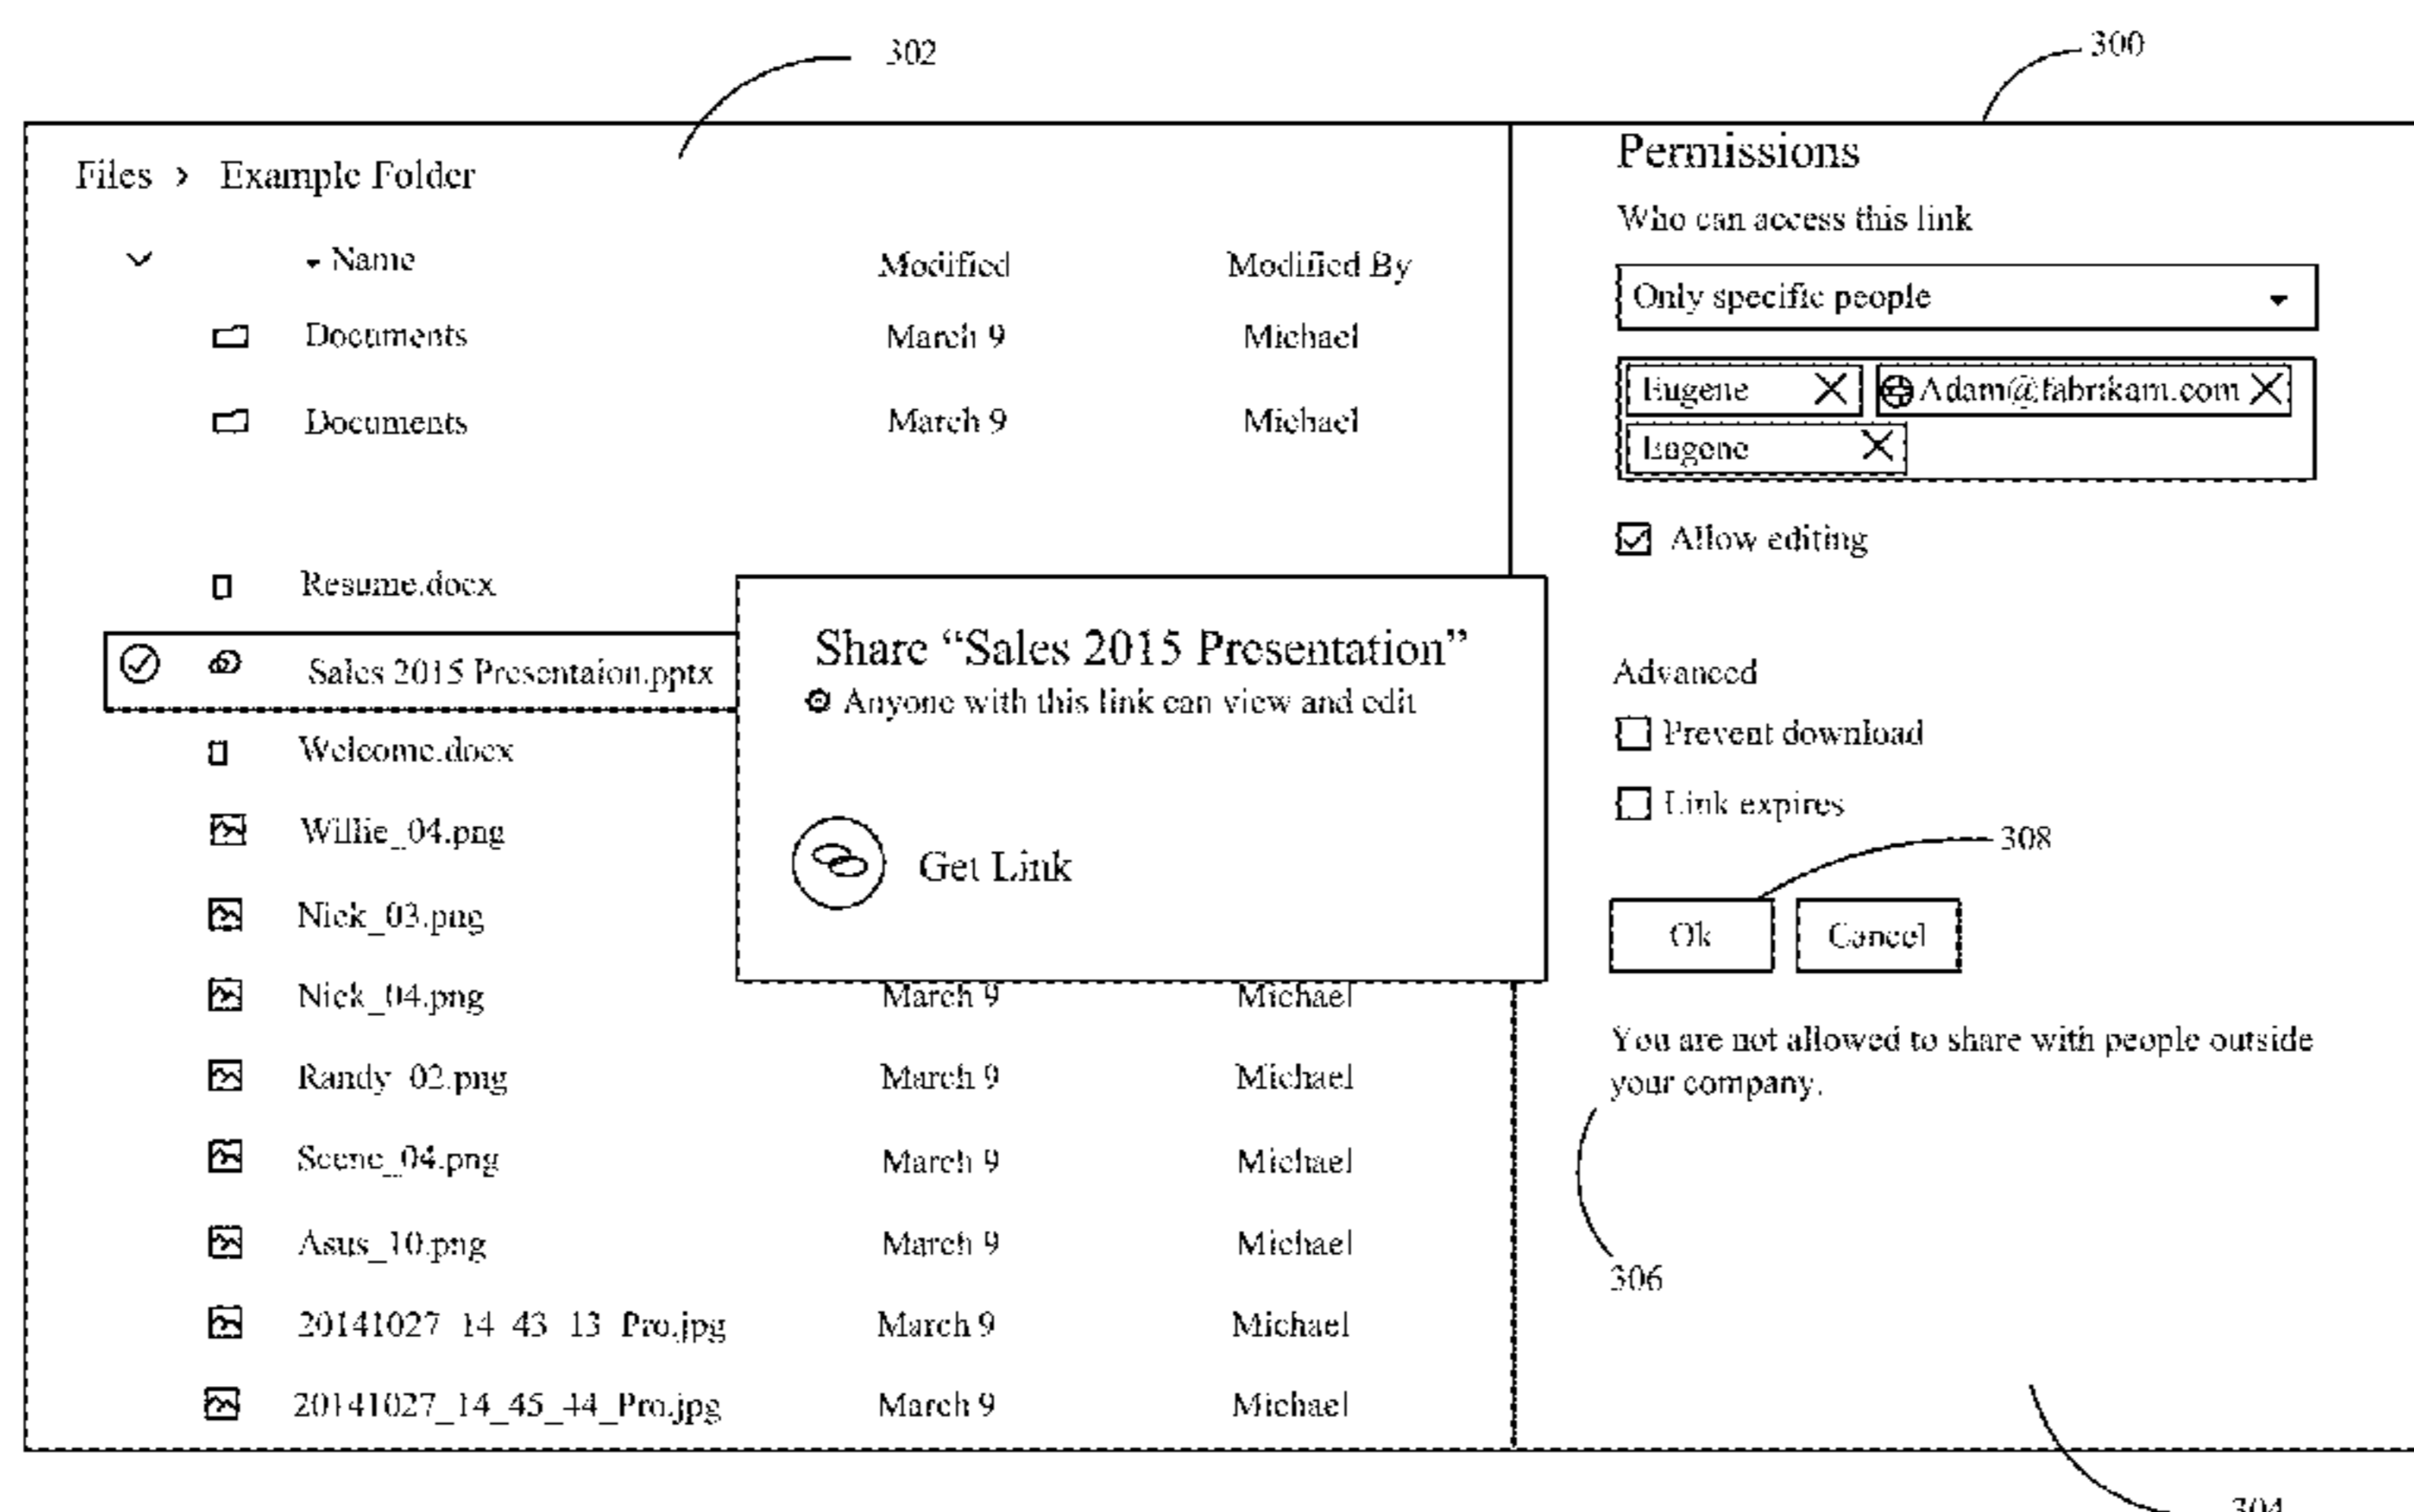 302
300
Files > Example Folder
Name Modified Modified By
Documents March 9 Michael
Documents March 9 Michael
Resume.docx
Sales 2015 Presentaion.pptx
Welcome.docx
Willie_04.png
Nick_03.png
Nick_04.png March 9 Michael
Randy_02.png March 9 Michael
Scene_04.png March 9 Michael
Asus_10.png March 9 Michael
20141027_14_43_13_Pro.jpg March 9 Michael
20141027_14_45_44_Pro.jpg March 9 Michael
Share “Sales 2015 Presentation”
Anyone with this link can view and edit
Get Link
Permissions
Who can access this link
Only specific people
Eugene Adam@fabrikam.com
Eugene
Allow editing
Advanced
Prevent download
Link expires
308
Ok Cancel
You are not allowed to share with people outside
your company.
306
304